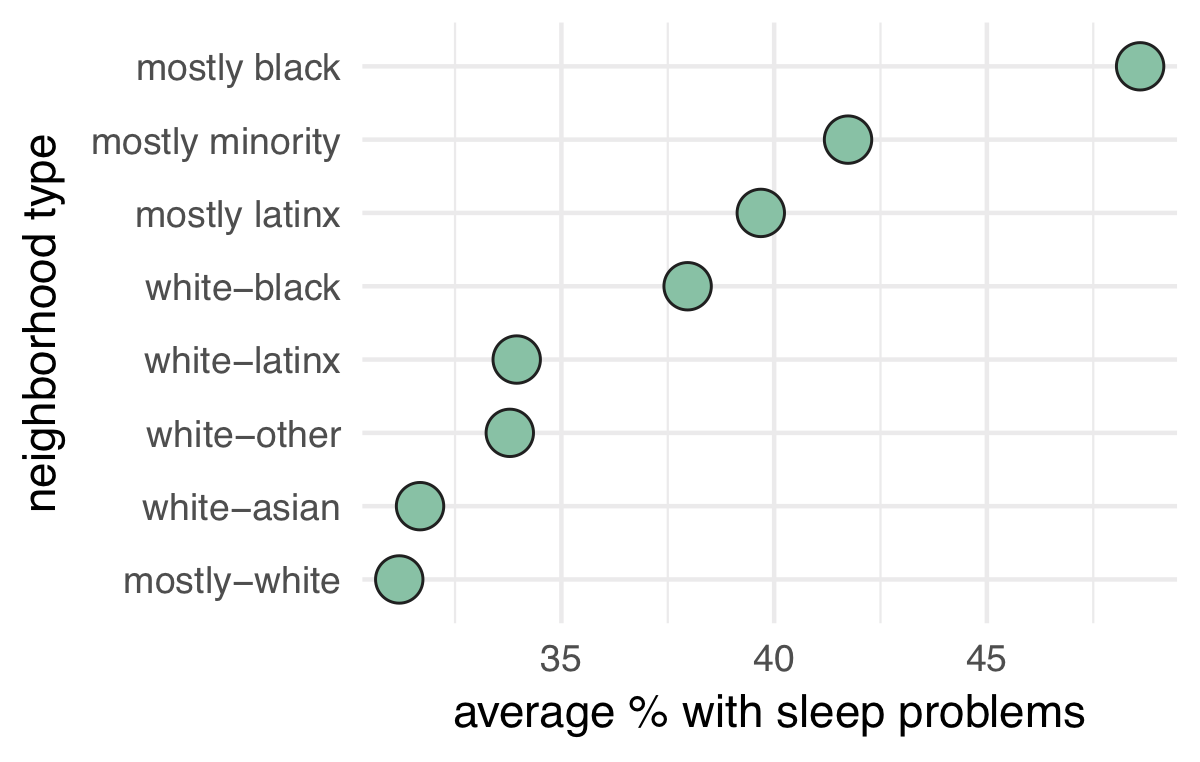 mostly black
mostly minority
mostly latinx
white−black
white−latinx
white−other
white−asian
mostly−white
neighborhood type
35 40 45
average % with sleep problems